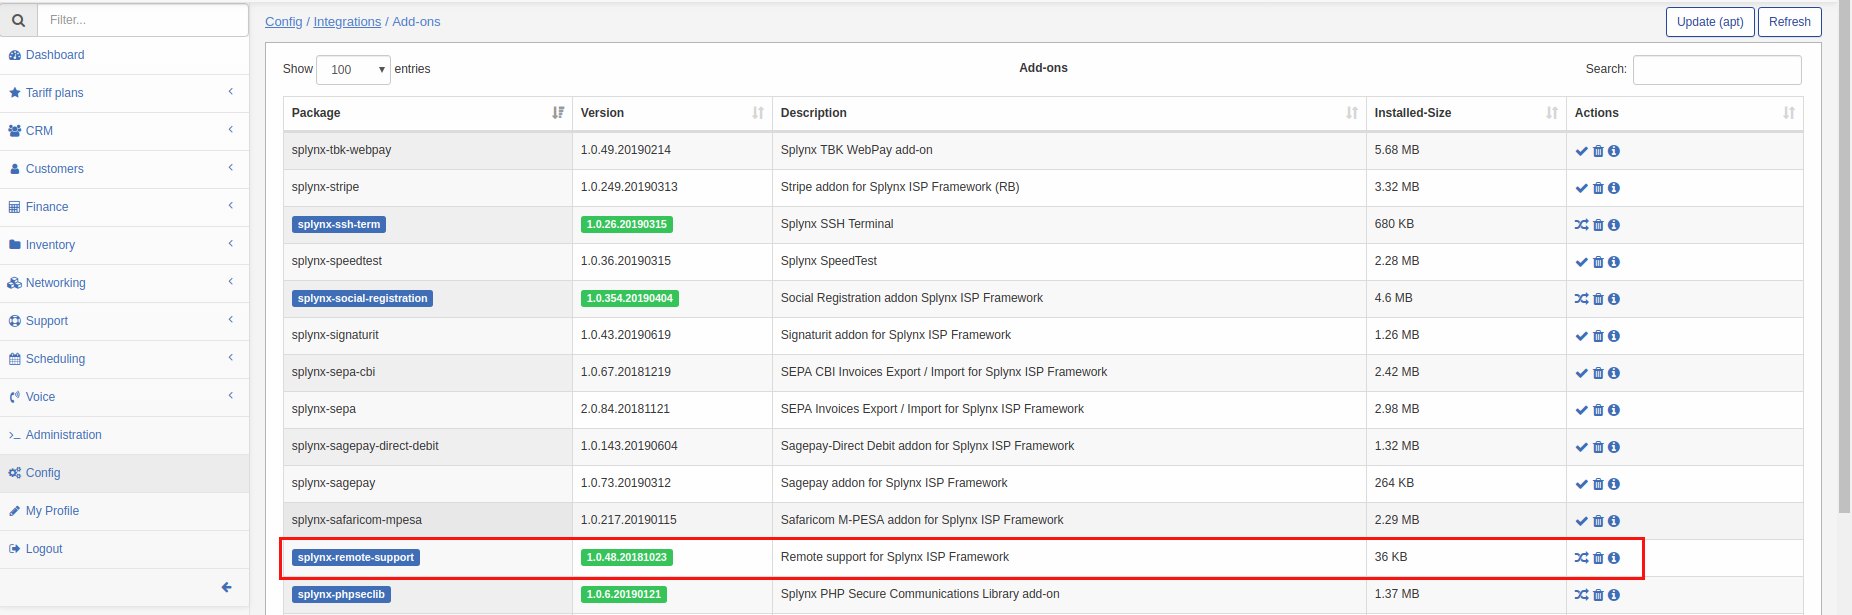 Filter...
Config / Integrations / Add-ons
Update (apt)
Refresh
Dashboard
Tariff plans
CRM
Customers
Finance
Inventory
Networking
Support
Scheduling
Voice
Administration
Config
My Profile
Logout
Show 100 entries
Add-ons
Search:
Package Version Description Installed-Size Actions
splynx-tbk-webpay 1.0.49.20190214 Splynx TBK WebPay add-on 5.68 MB
splynx-stripe 1.0.249.20190313 Stripe addon for Splynx ISP Framework (RB) 3.32 MB
splynx-ssh-term 1.0.26.20190315 Splynx SSH Terminal 680 KB
splynx-speedtest 1.0.36.20190315 Splynx SpeedTest 2.28 MB
splynx-social-registration 1.0.354.20190404 Social Registration addon Splynx ISP Framework 4.6 MB
splynx-signaturit 1.0.43.20190619 Signaturit addon for Splynx ISP Framework 1.26 MB
splynx-sepa-cbi 1.0.67.20181219 SEPA CBI Invoices Export / Import for Splynx ISP Framework 2.42 MB
splynx-sepa 2.0.84.20181121 SEPA Invoices Export / Import for Splynx ISP Framework 2.98 MB
splynx-sagepay-direct-debit 1.0.143.20190604 Sagepay-Direct Debit addon for Splynx ISP Framework 1.32 MB
splynx-sagepay 1.0.73.20190312 Sagepay addon for Splynx ISP Framework 264 KB
splynx-safaricom-mpesa 1.0.217.20190115 Safaricom M-PESA addon for Splynx ISP Framework 2.29 MB
splynx-remote-support 1.0.48.20181023 Remote support for Splynx ISP Framework 36 KB
splynx-phpseclib 1.0.6.20190121 Splynx PHP Secure Communications Library add-on 1.37 MB